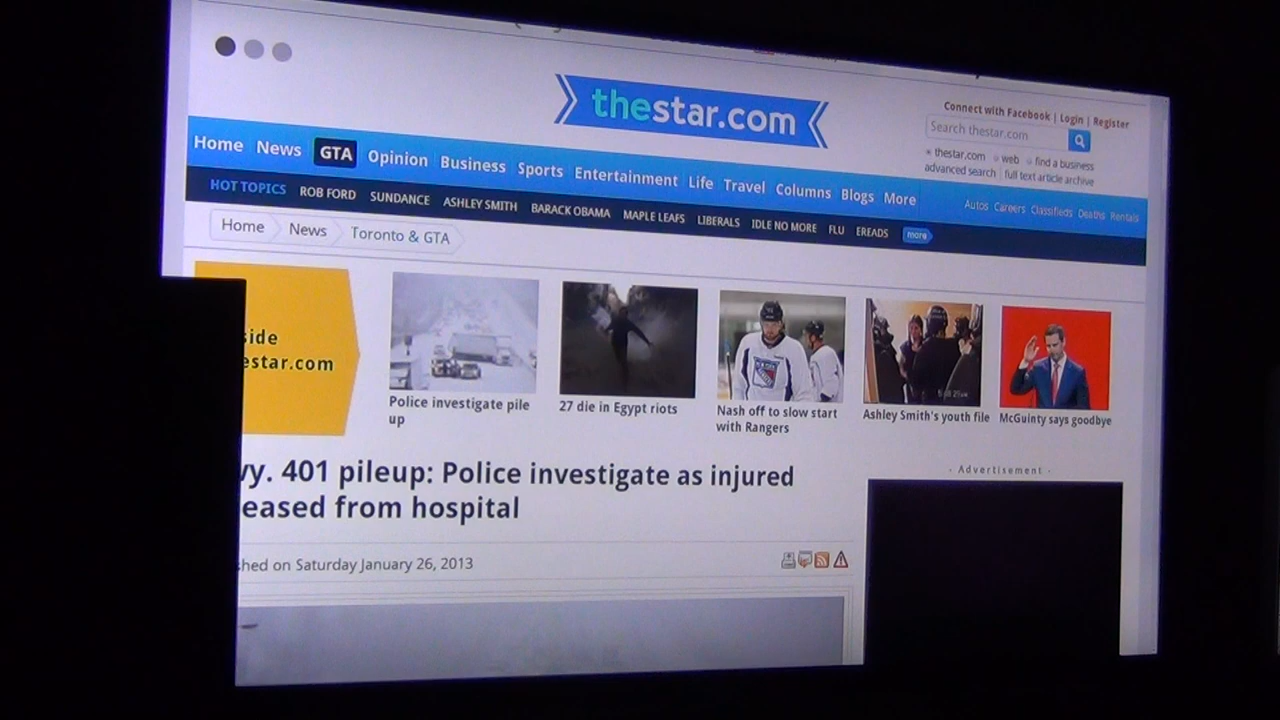 thestar.com
Connect with Facebook | Login | Register
Search thestar.com
thestar.com web find a business
advanced search | full text article archive
Home News GTA Opinion Business Sports Entertainment Life Travel Columns Blogs More
Autos Careers Classifieds Deaths Rentals
HOT TOPICS ROB FORD SUNDANCE ASHLEY SMITH BARACK OBAMA MAPLE LEAFS LIBERALS IDLE NO MORE FLU EREADS more
Home News Toronto & GTA
side
estar.com
Police investigate pile
up
27 die in Egypt riots
Nash off to slow start
with Rangers
Ashley Smith's youth file
McGuinty says goodbye
- Advertisement -
wy. 401 pileup: Police investigate as injured
eased from hospital
shed on Saturday January 26, 2013